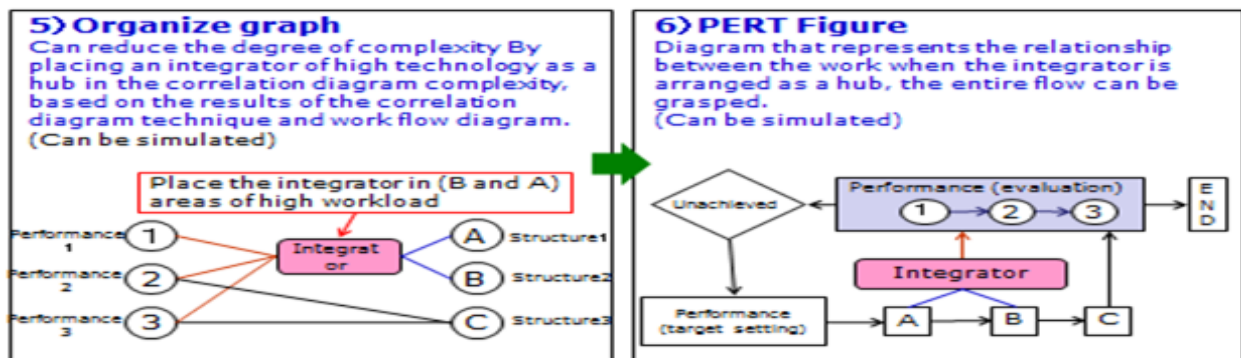 5) Organize graph
Can reduce the degree of complexity By
placing an integrator of high technology as a
hub in the correlation diagram complexity,
based on the results of the correlation
diagram technique and work flow diagram.
(Can be simulated)
Place the integrator in (B and A)
areas of high workload
Performance
1
1
Integrat
or
A
Structure1
Performance
2
2
B
Structure2
Performance
3
3
C
Structure3
6) PERT Figure
Diagram that represents the relationship
between the work when the integrator is
arranged as a hub, the entire flow can be
grasped.
(Can be simulated)
Unachieved
Performance (evaluation)
1 2 3
E
N
D
Integrator
Performance
(target setting)
A
B
C